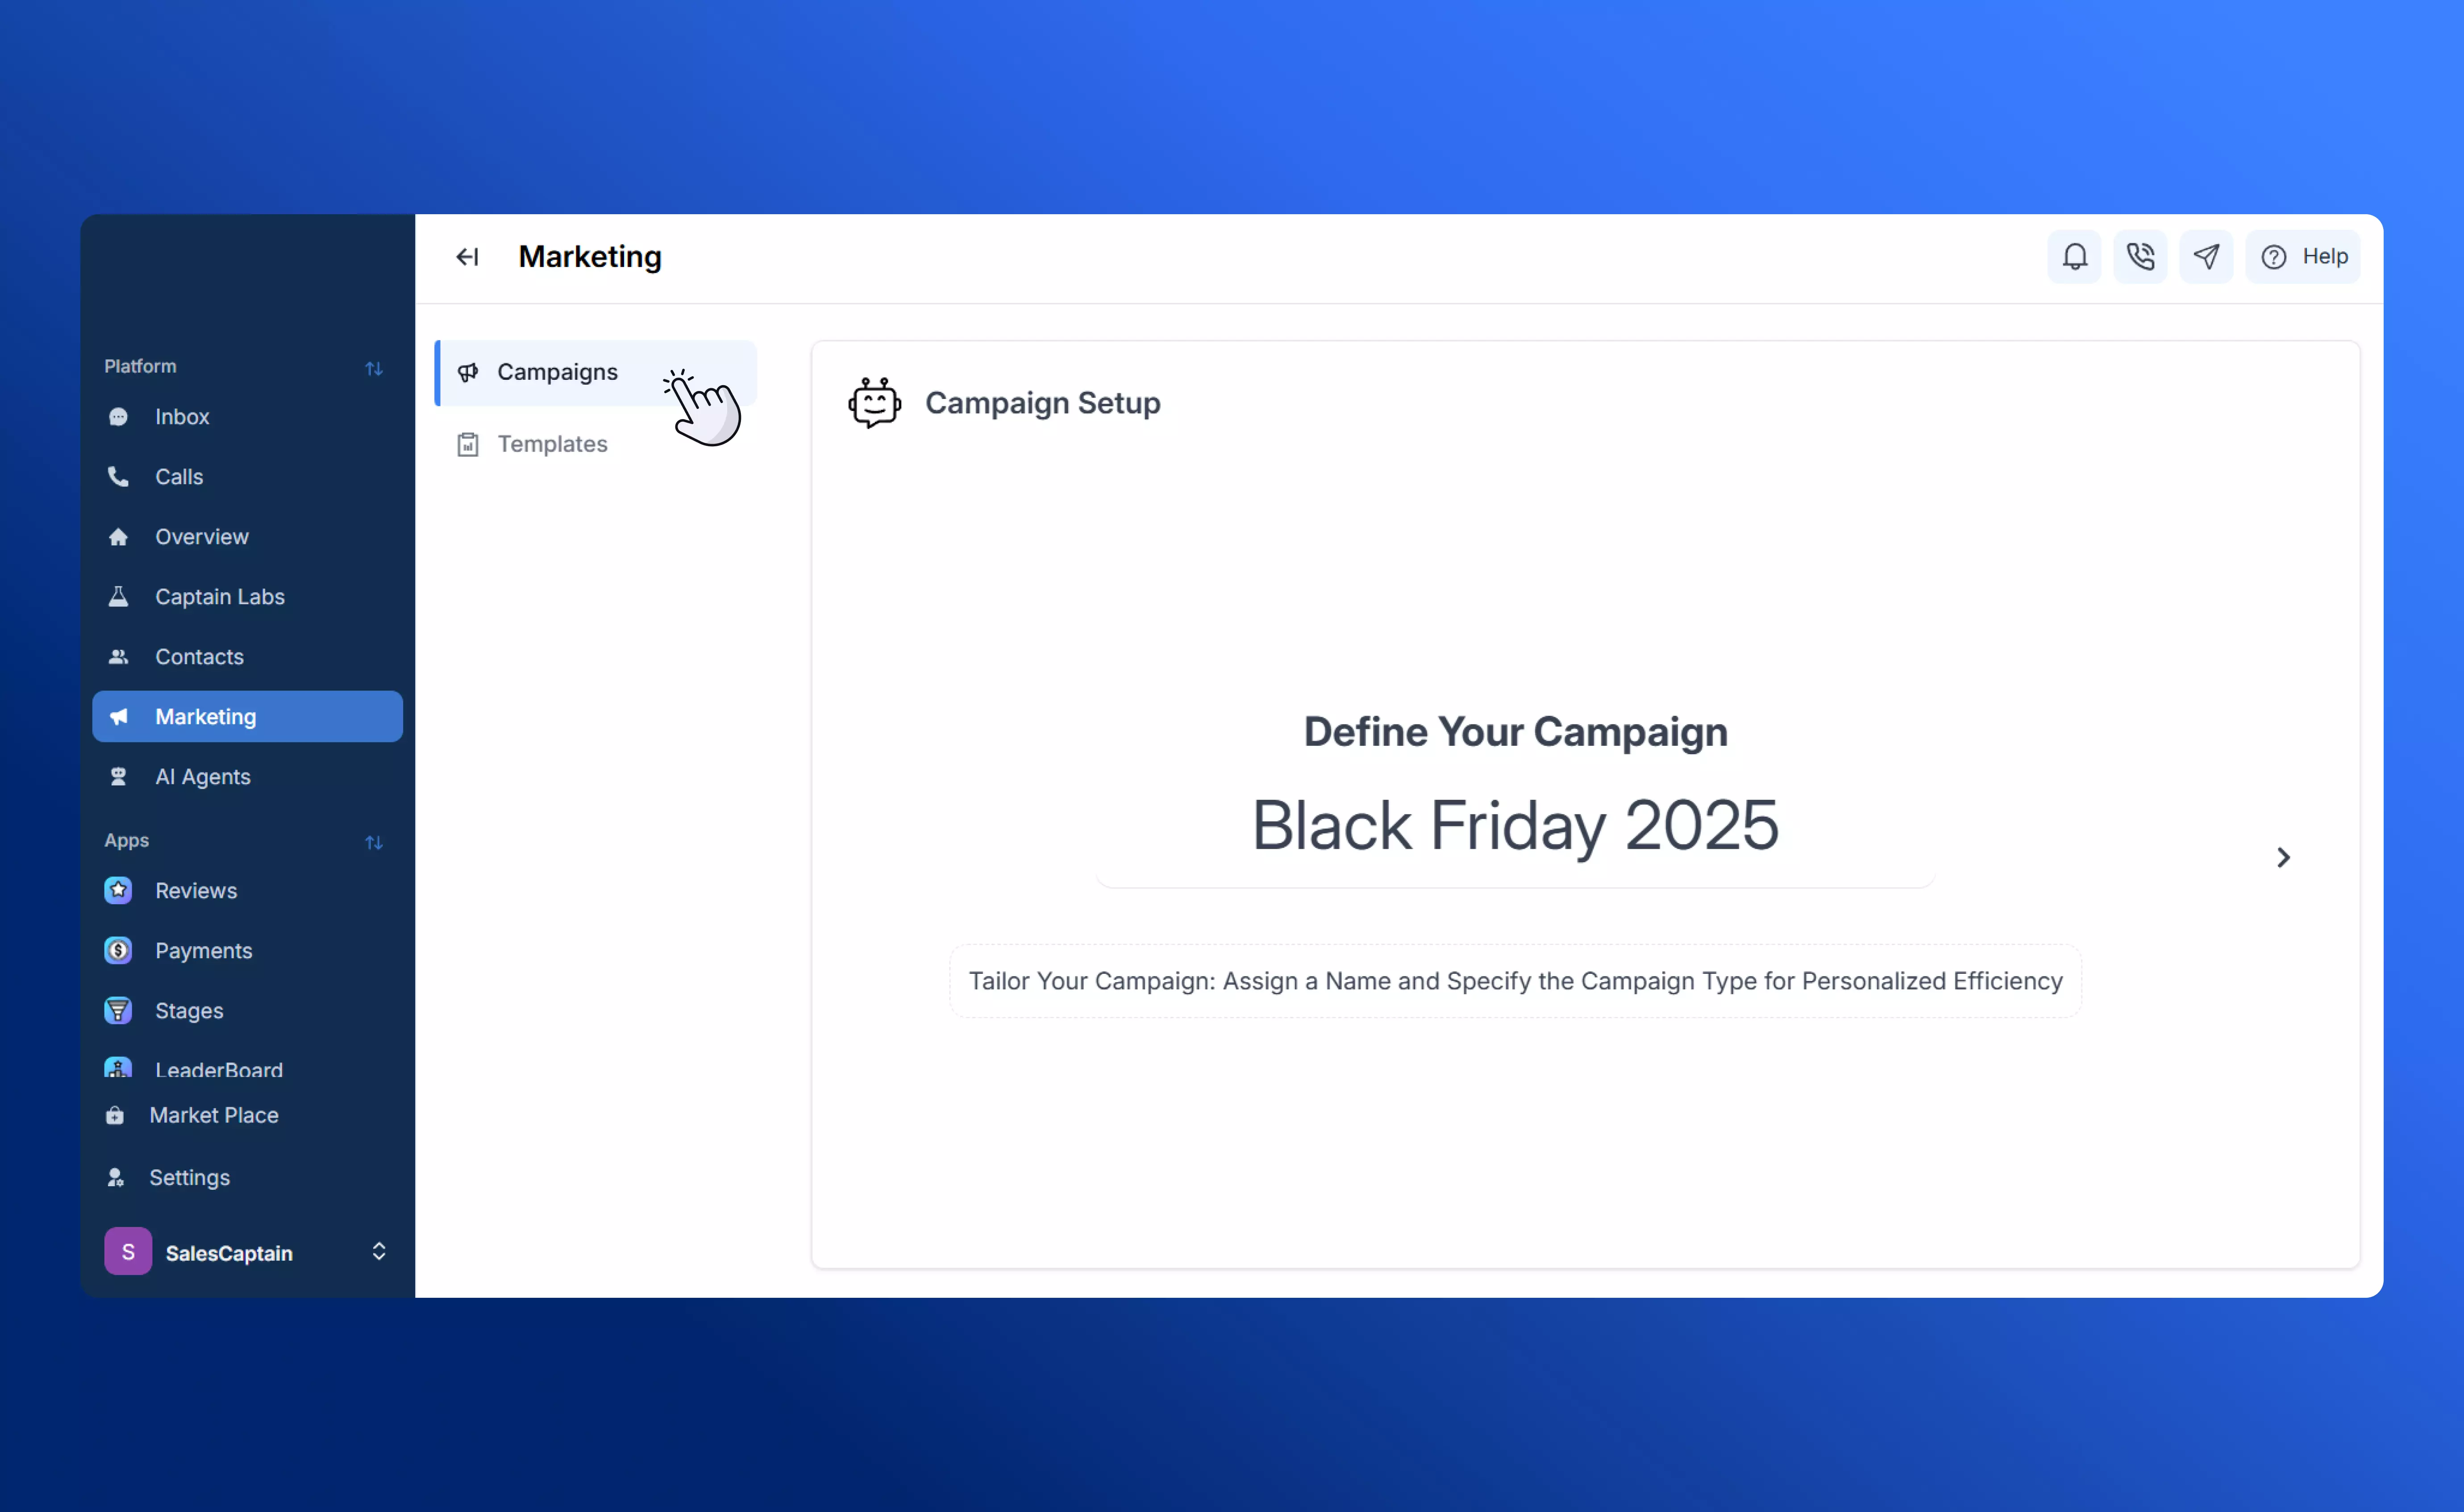 Platform
Inbox
Calls
Overview
Captain Labs
Contacts
Marketing
AI Agents
Apps
Reviews
Payments
Stages
LeaderBoard
Market Place
Settings
S SalesCaptain
Marketing
Help
Campaigns
Templates
Campaign Setup
Define Your Campaign
Black Friday 2025
Tailor Your Campaign: Assign a Name and Specify the Campaign Type for Personalized Efficiency